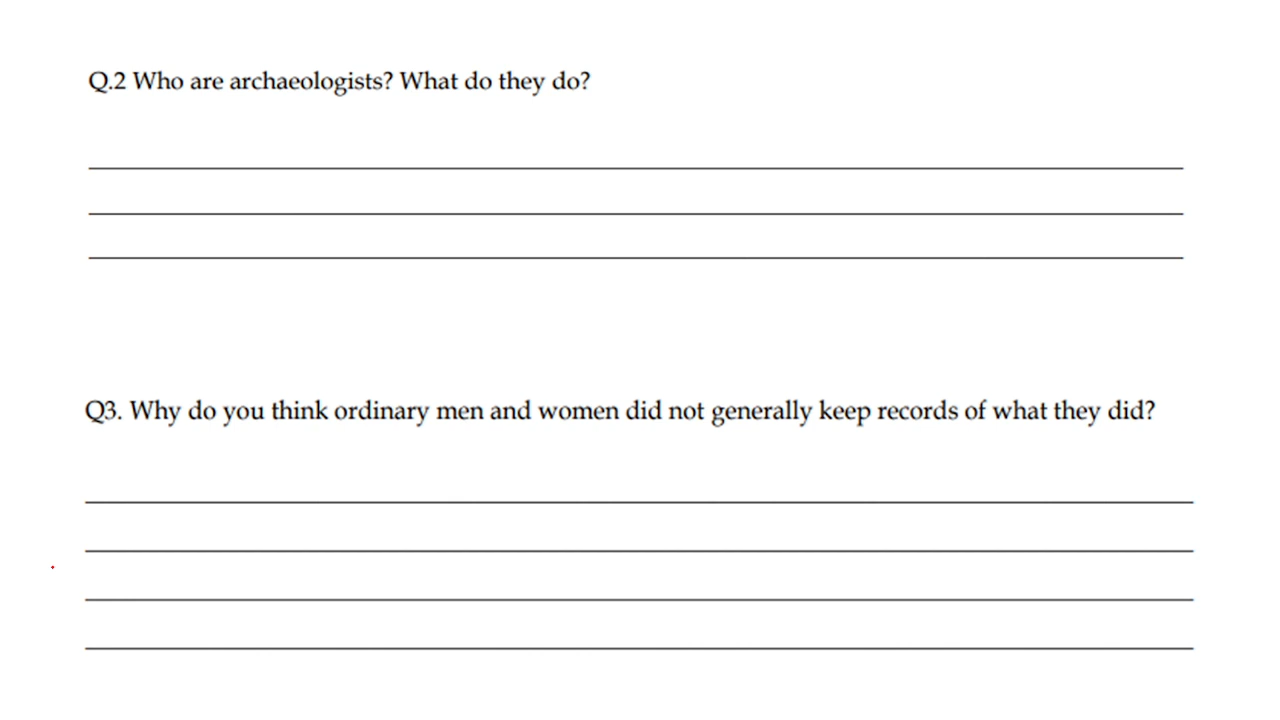 Q.2 Who are archaeologists? What do they do?
Q3. Why do you think ordinary men and women did not generally keep records of what they did?